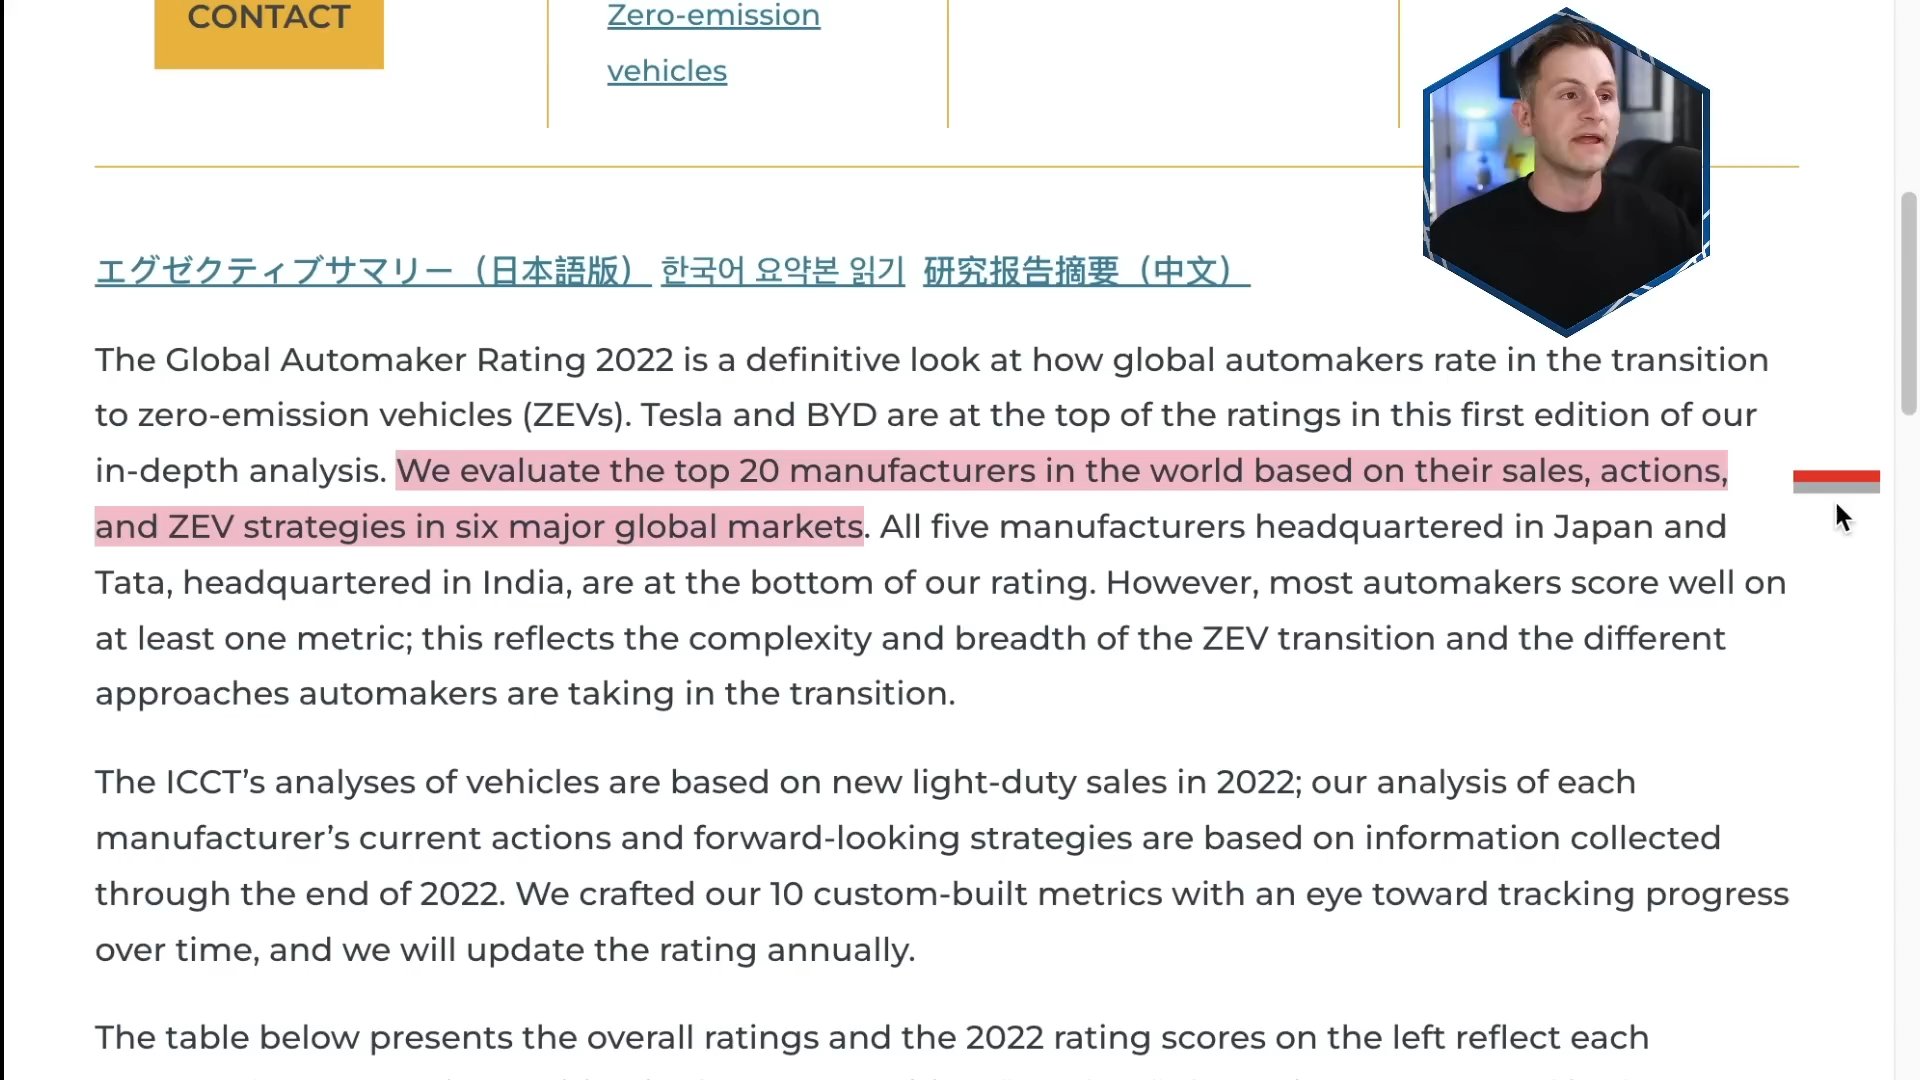 CONTACT
Zero-emission
vehicles
エグゼクティブサマリー（日本語版） 한국어 요약본 읽기 研究报告摘要（中文）
The Global Automaker Rating 2022 is a definitive look at how global automakers rate in the transition
to zero-emission vehicles (ZEVs). Tesla and BYD are at the top of the ratings in this first edition of our
in-depth analysis. We evaluate the top 20 manufacturers in the world based on their sales, actions,
and ZEV strategies in six major global markets. All five manufacturers headquartered in Japan and
Tata, headquartered in India, are at the bottom of our rating. However, most automakers score well on
at least one metric; this reflects the complexity and breadth of the ZEV transition and the different
approaches automakers are taking in the transition.
The ICCT’s analyses of vehicles are based on new light-duty sales in 2022; our analysis of each
manufacturer’s current actions and forward-looking strategies are based on information collected
through the end of 2022. We crafted our 10 custom-built metrics with an eye toward tracking progress
over time, and we will update the rating annually.
The table below presents the overall ratings and the 2022 rating scores on the left reflect each